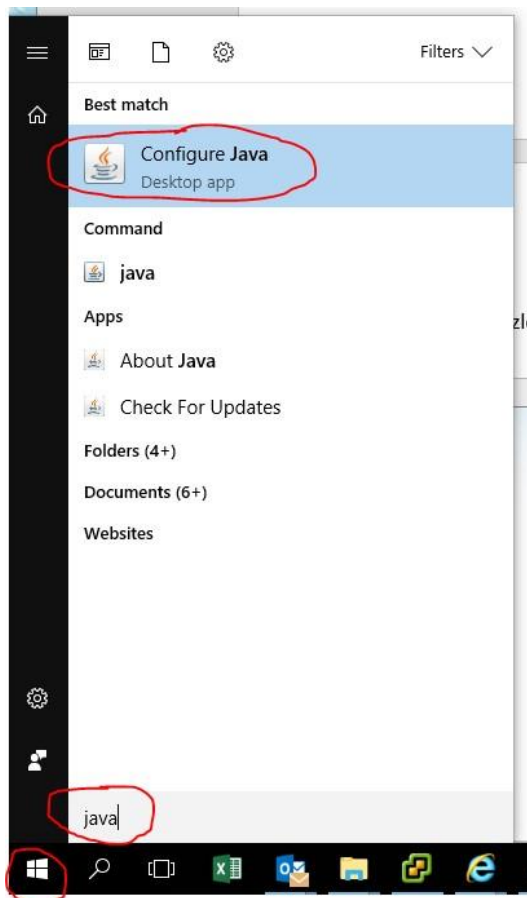 Filters
Best match
Configure Java
Desktop app
Command
java
Apps
About Java
Check For Updates
Folders (4+)
Documents (6+)
Websites
java